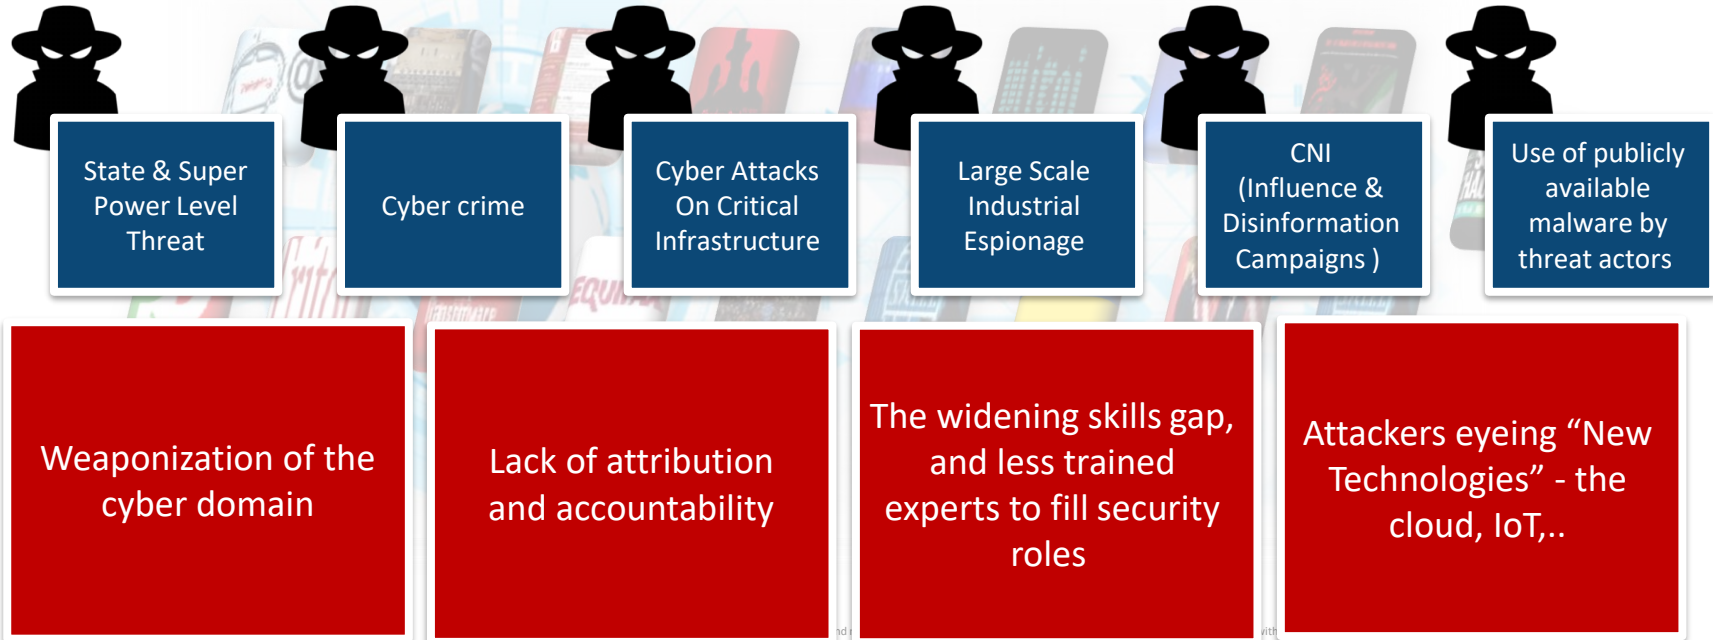 State & Super
Power Level
Threat
Cyber crime
Cyber Attacks
On Critical
Infrastructure
Large Scale
Industrial
Espionage
CNI
(Influence &
Disinformation
Campaigns )
Use of publicly
available
malware by
threat actors
EQUIFAX
Weaponization of the
cyber domain
Lack of attribution
and accountability
The widening skills gap,
and less trained
experts to fill security
roles
Attackers eyeing “New
Technologies” - the
cloud, IoT,..